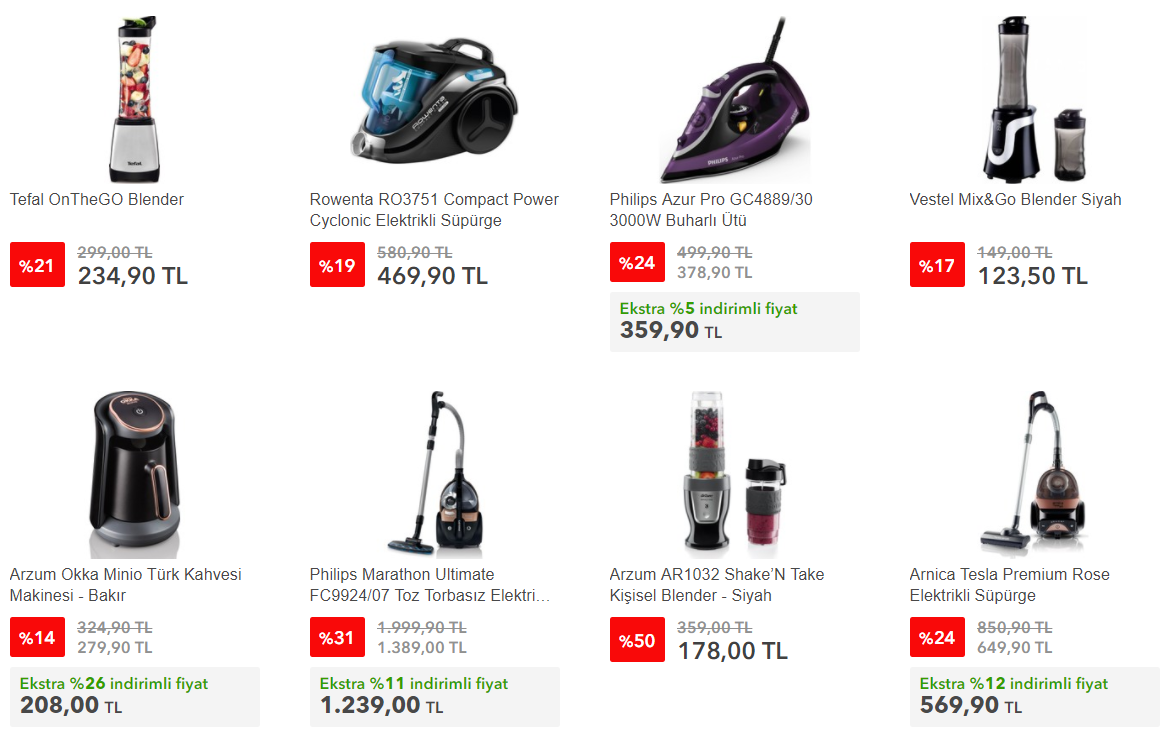 Tefal
Tefal OnTheGO Blender
%21
299,00 TL
234,90 TL
ROWENTA
Rowenta RO3751 Compact Power
Cyclonic Elektrikli Süpürge
%19
580,90 TL
469,90 TL
PHILIPS
Philips Azur Pro GC4889/30
3000W Buharlı Ütü
%24
499,90 TL
378,90 TL
Ekstra %5 indirimli fiyat
359,90 TL
Vestel Mix&Go Blender Siyah
%17
149,00 TL
123,50 TL
OKKA
Arzum Okka Minio Türk Kahvesi
Makinesi - Bakır
%14
324,90 TL
279,90 TL
Ekstra %26 indirimli fiyat
208,00 TL
Philips Marathon Ultimate
FC9924/07 Toz Torbasız Elektri...
%31
1.999,90 TL
1.389,00 TL
Ekstra %11 indirimli fiyat
1.239,00 TL
Arzum AR1032 Shake’N Take
Kişisel Blender - Siyah
%50
359,00 TL
178,00 TL
Arnica Tesla Premium Rose
Elektrikli Süpürge
%24
850,90 TL
649,90 TL
Ekstra %12 indirimli fiyat
569,90 TL